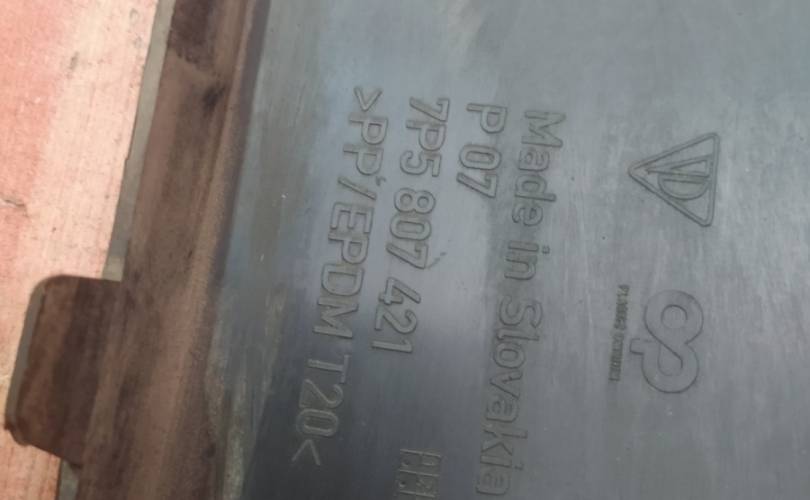 Made in Slovakia
P 07
7P5 807 421
>PP/EPDM T20<